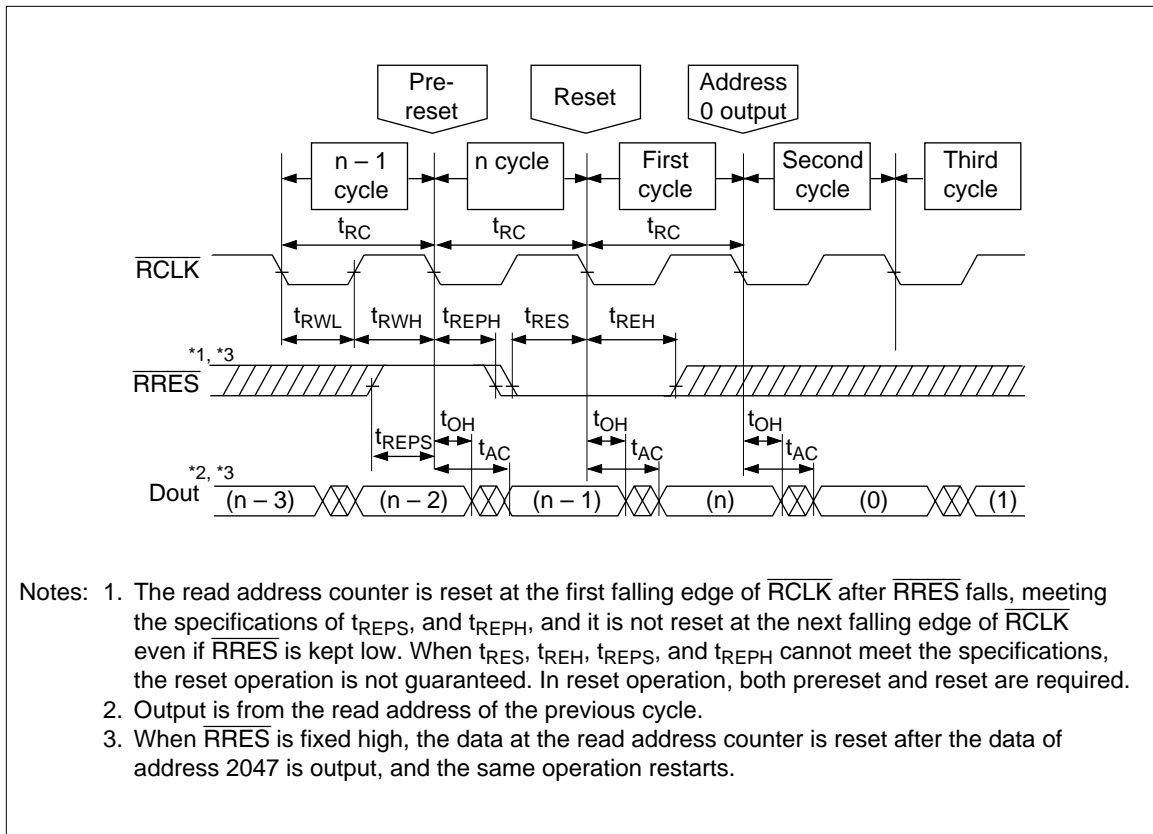 Pre-
reset
Reset
Address
0 output
n – 1
cycle
n cycle
First
cycle
Second
cycle
Third
cycle
tRC
tRC
tRC
RCLK
tRWL
tRWH
tREPH
tRES
tREH
*1, *3
RRES
tREPS
tOH
tAC
tOH
tAC
tOH
tAC
*2, *3
Dout
(n – 3)
(n – 2)
(n – 1)
(n)
(0)
(1)
Notes: 1. The read address counter is reset at the first falling edge of RCLK after RRES falls, meeting
the specifications of tREPS, and tREPH, and it is not reset at the next falling edge of RCLK
even if RRES is kept low. When tRES, tREH, tREPS, and tREPH cannot meet the specifications,
the reset operation is not guaranteed. In reset operation, both prereset and reset are required.
2. Output is from the read address of the previous cycle.
3. When RRES is fixed high, the data at the read address counter is reset after the data of
address 2047 is output, and the same operation restarts.